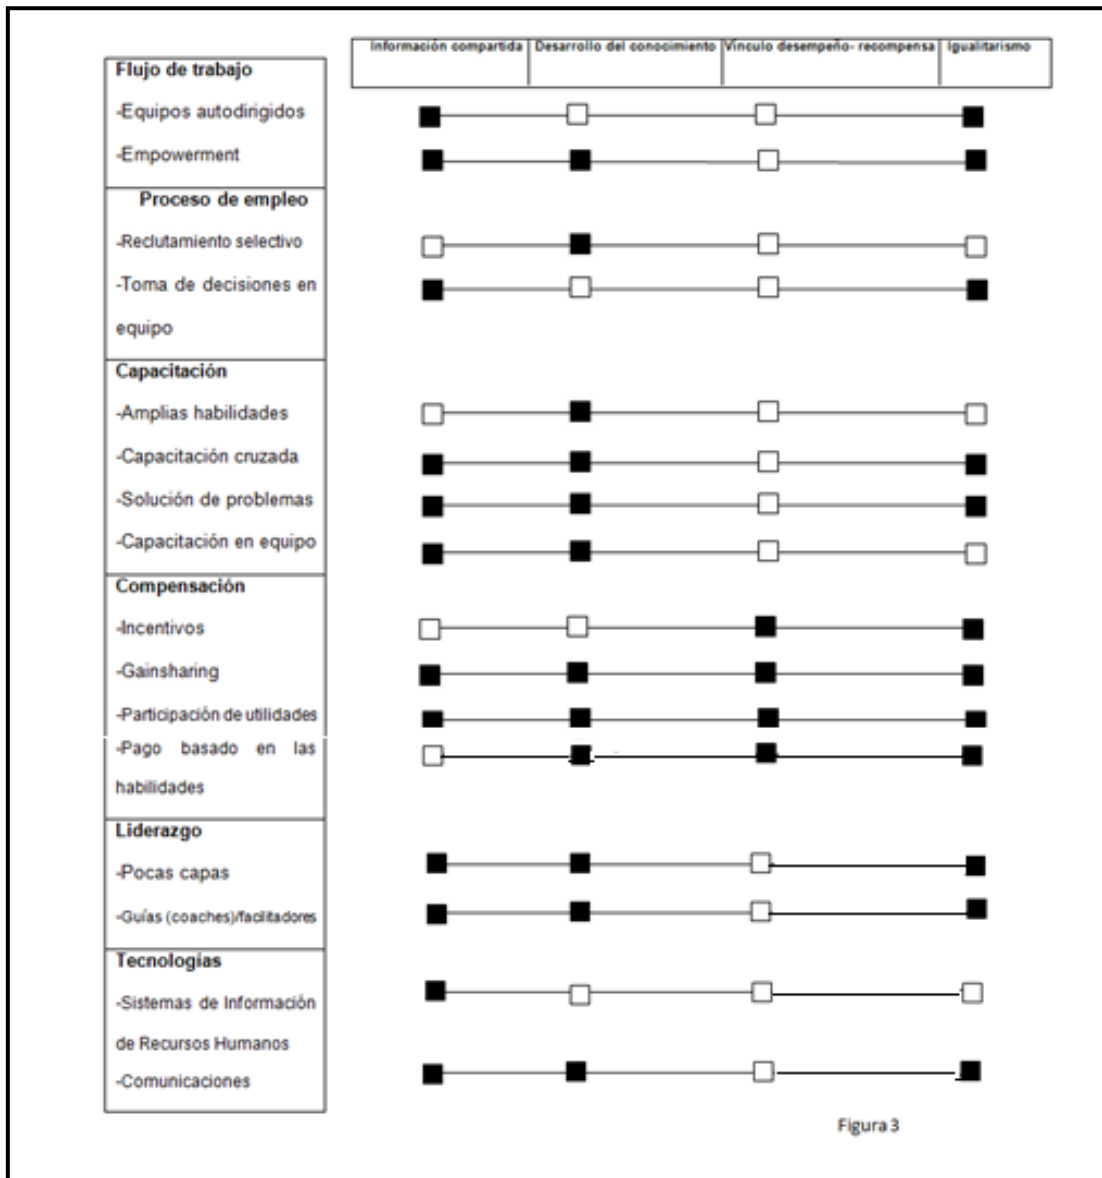 Información compartida Desarrollo del conocimiento Vínculo desempeño- recompensa Igualitarismo
Flujo de trabajo
-Equipos autodirigidos
-Empowerment
Proceso de empleo
-Reclutamiento selectivo
-Toma de decisiones en
equipo
Capacitación
-Amplias habilidades
-Capacitación cruzada
-Solución de problemas
-Capacitación en equipo
Compensación
-Incentivos
-Gainsharing
-Participación de utilidades
-Pago basado en las
habilidades
Liderazgo
-Pocas capas
-Guías (coaches)/facilitadores
Tecnologías
-Sistemas de Información
de Recursos Humanos
-Comunicaciones
Figura 3